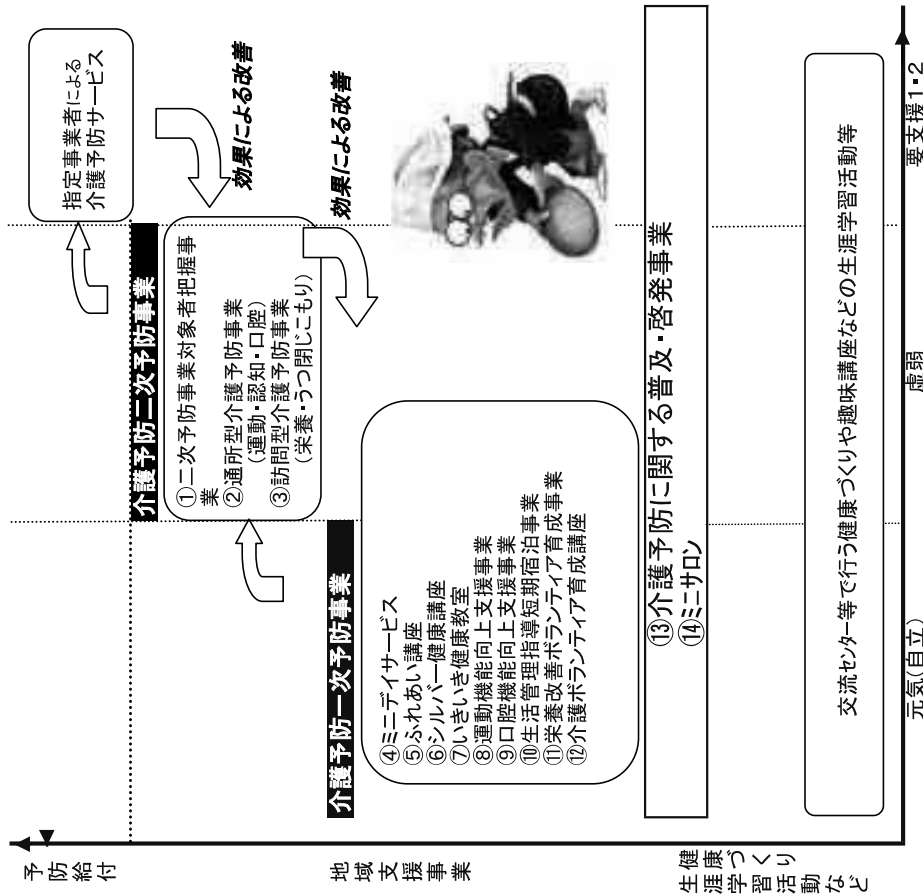 予防給付
指定事業者による
介護予防サービス
効果による改善
介護予防二次予防事業
①二次予防事業対象者把握事
業
②通所型介護予防事業
(運動・認知・口腔)
③訪問型介護予防事業
(栄養・うつ閉じこもり)
効果による改善
地域支援事業
介護予防一次予防事業
④ミニデイサービス
⑤ふれあい講座
⑥シルバー健康講座
⑦いきいき健康教室
⑧運動機能向上支援事業
⑨口腔機能向上支援事業
⑩生活管理指導短期宿泊事業
⑪栄養改善ボランティア育成事業
⑫介護ボランティア育成講座
⑬介護予防に関する普及・啓発事業
⑭ミニサロン
健康づくり
生涯学習活動など
交流センター等で行う健康づくりや趣味講座などの生涯学習活動等
元気(自立)
虚弱
要支援1・2